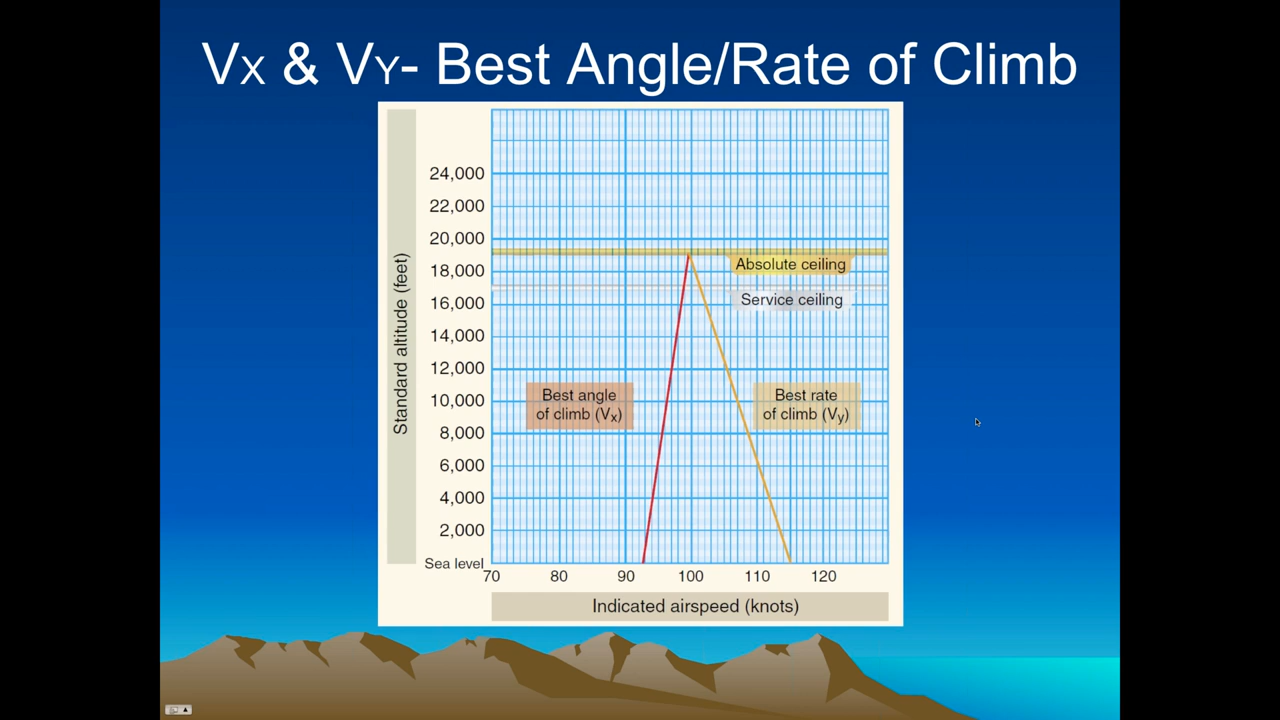 Vx & VY- Best Angle/Rate of Climb
24,000
22,000
20,000
Absolute ceiling
18,000
Service ceiling
16,000
14,000
12,000
Best angle
of climb (Vx)
Best rate
of climb (Vy)
10,000
8,000
6,000
4,000
2,000
Sea level
Standard altitude (feet)
70 80 90 100 110 120
Indicated airspeed (knots)